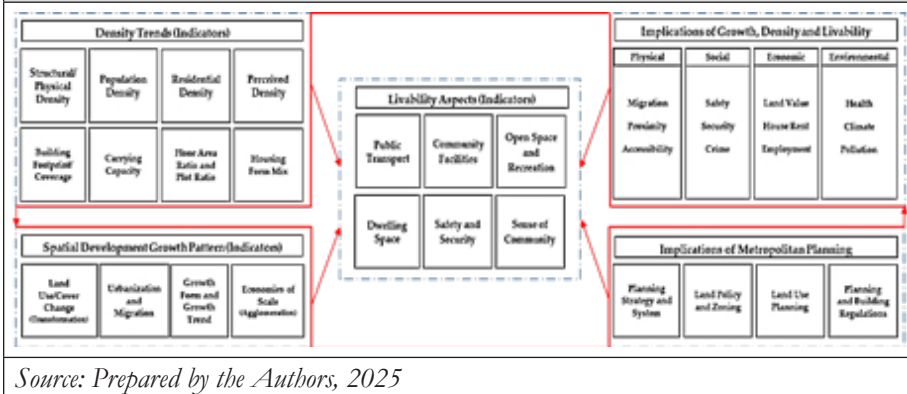 Density Trends (Indicators)
Structural/
Physical
Density
Population
Density
Residential
Density
Perceived
Density
Building
Footprint/
Coverage
Carrying
Capacity
Floor Area
Ratio and
Plot Ratio
Housing
Form Mix
Spatial Development Growth Pattern (Indicators)
Land
Use/Cover
Change
(Transformation)
Urbanization
and
Migration
Growth
Form and
Growth
Trend
Economies of
Scale
(Agglomeration)
Livability Aspects (Indicators)
Public
Transport
Community
Facilities
Open Space
and
Recreation
Dwelling
Space
Safety and
Security
Sense of
Community
Implications of Growth, Density and Livability
Physical
Migration
Proximity
Accessibility
Social
Safety
Security
Crime
Economic
Land Value
House Rent
Employment
Environmental
Health
Climate
Pollution
Implications of Metropolitan Planning
Planning
Strategy and
System
Land Policy
and Zoning
Land Use
Planning
Planning
and Building
Regulations
Source: Prepared by the Authors, 2025